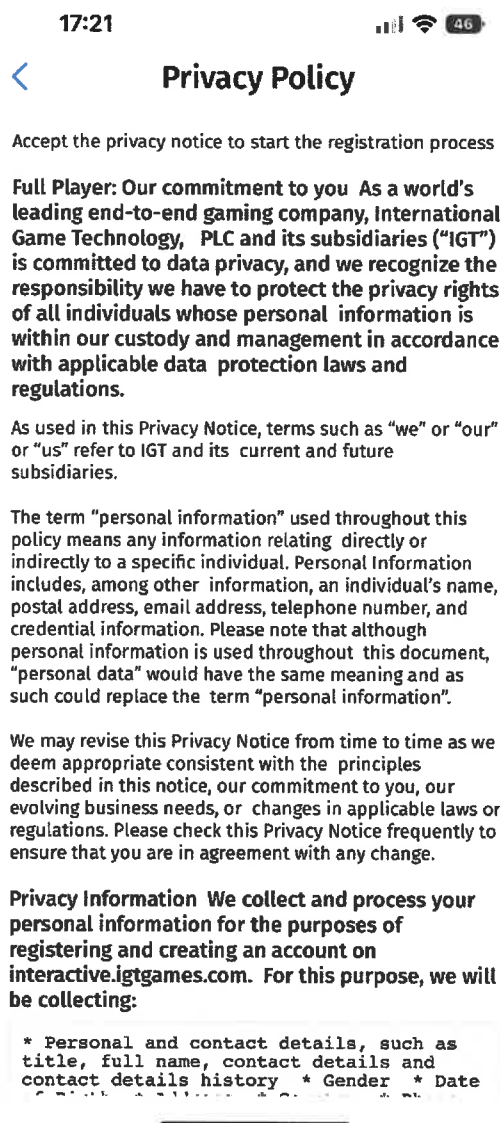 17:21
46
Privacy Policy
Accept the privacy notice to start the registration process
Full Player: Our commitment to you As a world's
leading end-to-end gaming company, International
Game Technology, PLC and its subsidiaries ("IGT")
is committed to data privacy, and we recognize the
responsibility we have to protect the privacy rights
of all individuals whose personal information is
within our custody and management in accordance
with applicable data protection laws and
regulations.
As used in this Privacy Notice, terms such as "we" or "our"
or "us" refer to IGT and its current and future
subsidiaries.
The term "personal information" used throughout this
policy means any information relating directly or
indirectly to a specific individual. Personal Information
includes, among other information, an individual's name,
postal address, email address, telephone number, and
credential information. Please note that although
personal information is used throughout this document,
"personal data" would have the same meaning and as
such could replace the term "personal information".
We may revise this Privacy Notice from time to time as we
deem appropriate consistent with the principles
described in this notice, our commitment to you, our
evolving business needs, or changes in applicable laws or
regulations. Please check this Privacy Notice frequently to
ensure that you are in agreement with any change.
Privacy Information We collect and process your
personal information for the purposes of
registering and creating an account on
interactive.igtgames.com. For this purpose, we will
be collecting:
* Personal and contact details, such as
title, full name, contact details and
contact details history * Gender * Date